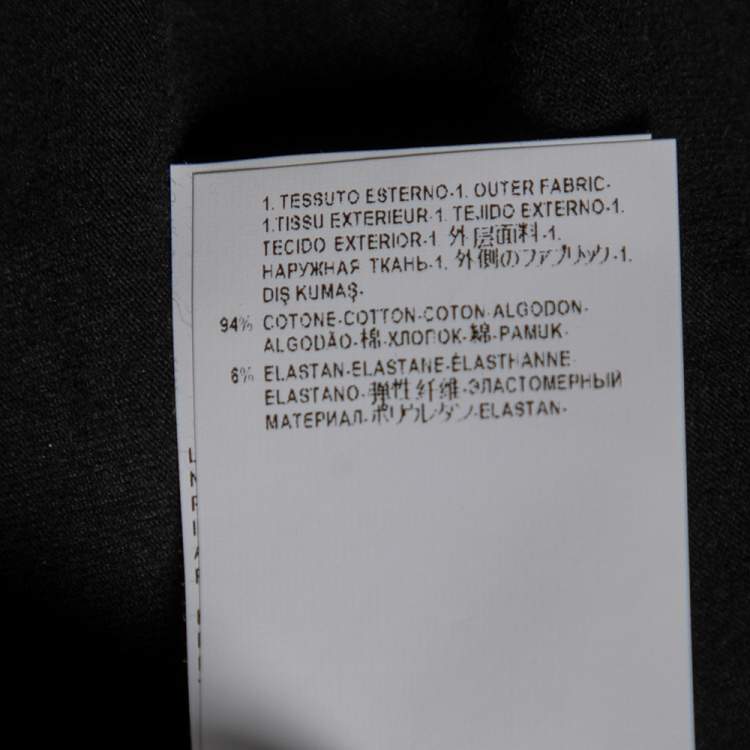 1. TESSUTO ESTERNO-1. OUTER FABRIC-
1.TISSU EXTERIEUR-1. TEJIDO EXTERNO-1.
TECIDO EXTERIOR-1. 外层面料-1.
НАРУЖНАЯ ТКАНЬ-1. 外側のファブリック-1.
DIŞ KUMAŞ-
94% COTONE-COTTON-COTON-ALGODON-
ALGODÃO-棉-ХЛОПОК-綿-PAMUK-
6% ELASTAN-ELASTANE-ÉLASTHANNE
ELASTANO-弹性纤维-ЭЛАСТОМЕРНЫЙ
МАТЕРИАЛ-ポリウレタン-ELASTAN-